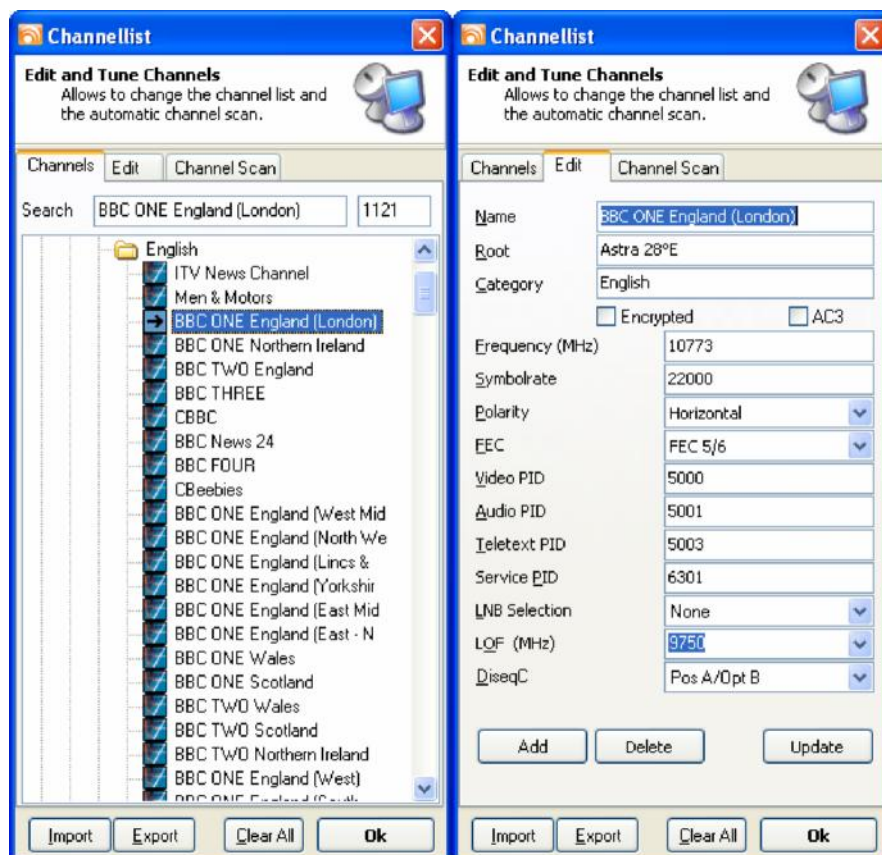 Channellist
Edit and Tune Channels
Allows to change the channel list and
the automatic channel scan.
Channels Edit Channel Scan
Search BBC ONE England (London) 1121
English
ITV News Channel
Men & Motors
BBC ONE England (London)
BBC ONE Northern Ireland
BBC TWO England
BBC THREE
CBBC
BBC News 24
BBC FOUR
CBeebies
BBC ONE England (West Mid
BBC ONE England (North We
BBC ONE England (Lincs &
BBC ONE England (Yorkshir
BBC ONE England (East Mid
BBC ONE England (East - N
BBC ONE Wales
BBC ONE Scotland
BBC TWO Wales
BBC TWO Scotland
BBC TWO Northern Ireland
BBC ONE England (West)
BBC ONE England (South
Import Export Clear All Ok
Channellist
Edit and Tune Channels
Allows to change the channel list and
the automatic channel scan.
Channels Edit Channel Scan
Name BBC ONE England (London)
Root Astra 28°E
Category English
Encrypted AC3
Frequency (MHz) 10773
Symbolrate 22000
Polarity Horizontal
FEC FEC 5/6
Video PID 5000
Audio PID 5001
Teletext PID 5003
Service PID 6301
LNB Selection None
LOF (MHz) 9750
DiseqC Pos A/Opt B
Add Delete Update
Import Export Clear All Ok